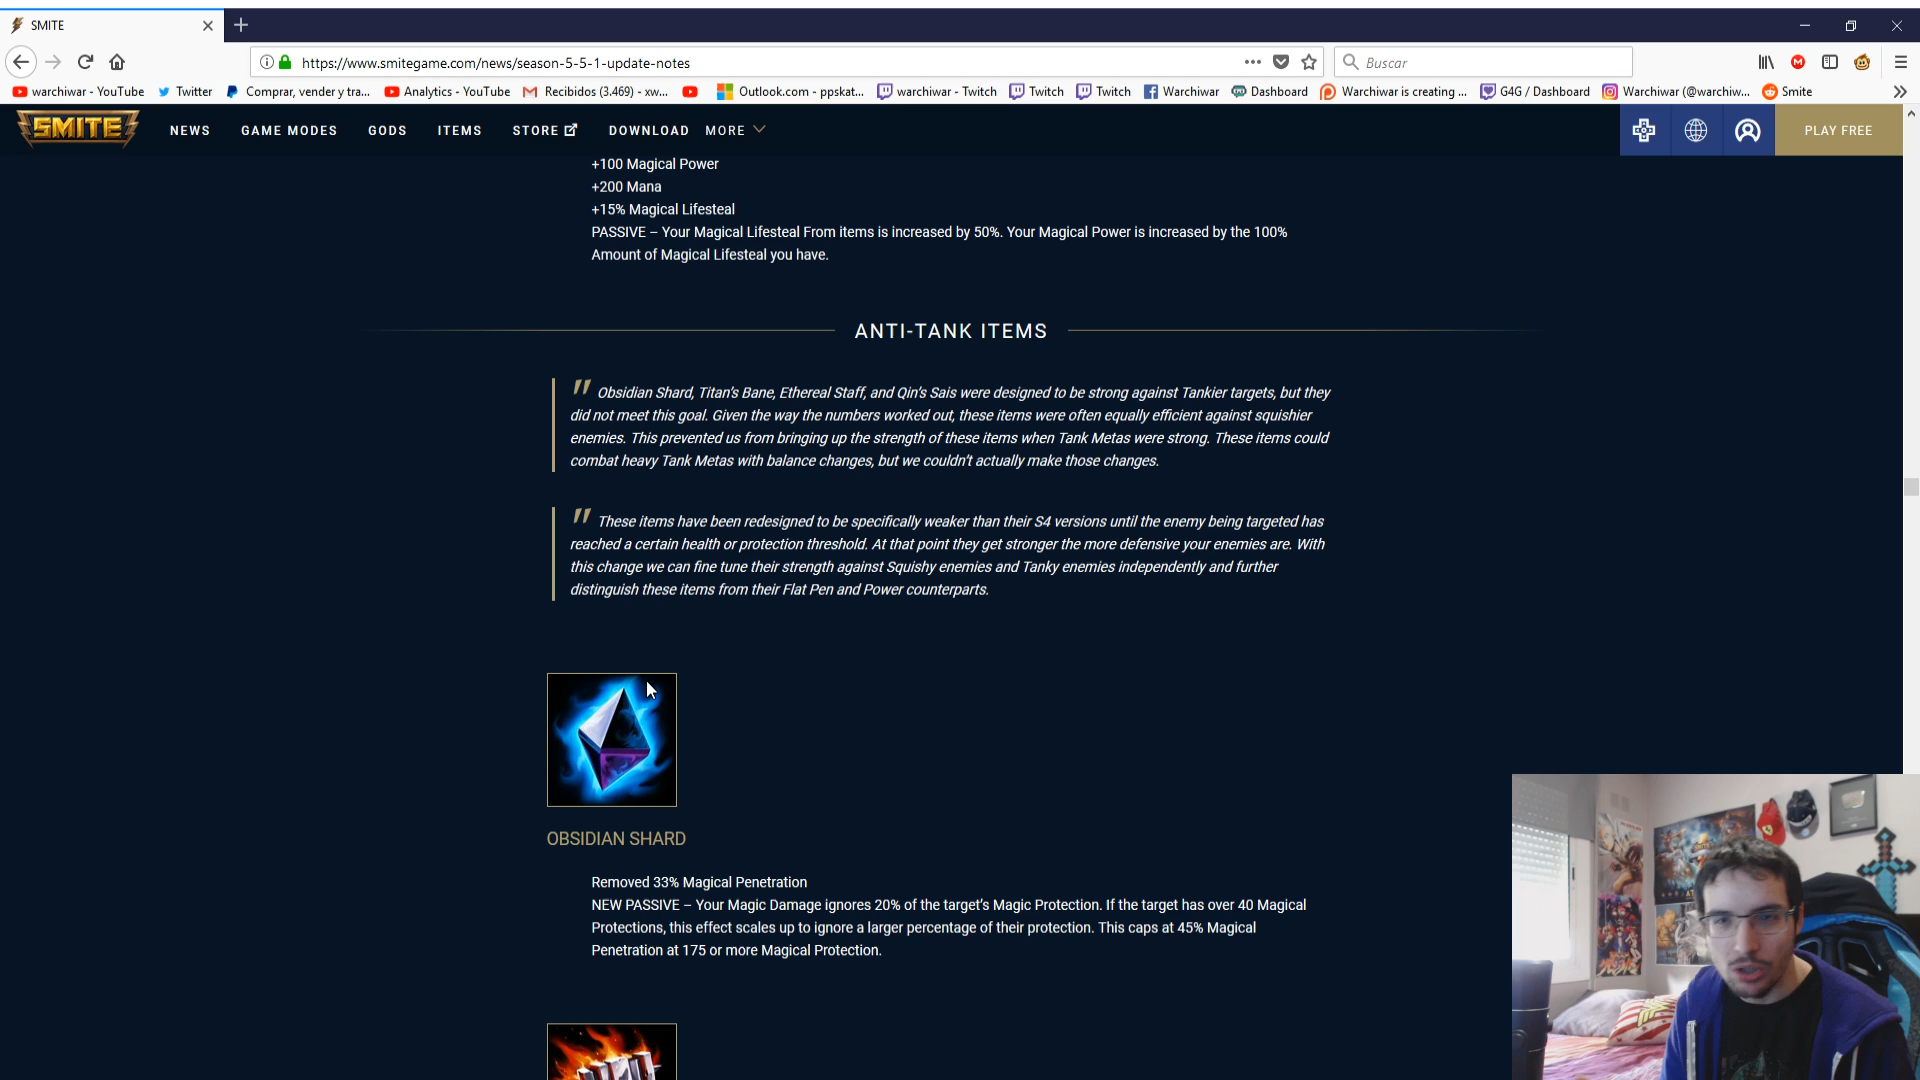 SMITE
https://www.smitegame.com/news/season-5-5-1-update-notes
Buscar
warchiwar - YouTube Twitter Comprar, vender y tra... Analytics - YouTube Recibidos (3.469) - xw... Outlook.com - ppskat... warchiwar - Twitch Twitch Twitch Warchiwar Dashboard Warchiwar is creating ... G4G / Dashboard Warchiwar (@warchiw... Smite
SMITE NEWS GAME MODES GODS ITEMS STORE DOWNLOAD MORE PLAY FREE
+100 Magical Power
+200 Mana
+15% Magical Lifesteal
PASSIVE – Your Magical Lifesteal From items is increased by 50%. Your Magical Power is increased by the 100%
Amount of Magical Lifesteal you have.
ANTI-TANK ITEMS
" Obsidian Shard, Titan's Bane, Ethereal Staff, and Qin's Sais were designed to be strong against Tankier targets, but they
did not meet this goal. Given the way the numbers worked out, these items were often equally efficient against squishier
enemies. This prevented us from bringing up the strength of these items when Tank Metas were strong. These items could
combat heavy Tank Metas with balance changes, but we couldn't actually make those changes.
" These items have been redesigned to be specifically weaker than their S4 versions until the enemy being targeted has
reached a certain health or protection threshold. At that point they get stronger the more defensive your enemies are. With
this change we can fine tune their strength against Squishy enemies and Tanky enemies independently and further
distinguish these items from their Flat Pen and Power counterparts.
OBSIDIAN SHARD
Removed 33% Magical Penetration
NEW PASSIVE – Your Magic Damage ignores 20% of the target's Magic Protection. If the target has over 40 Magical
Protections, this effect scales up to ignore a larger percentage of their protection. This caps at 45% Magical
Penetration at 175 or more Magical Protection.